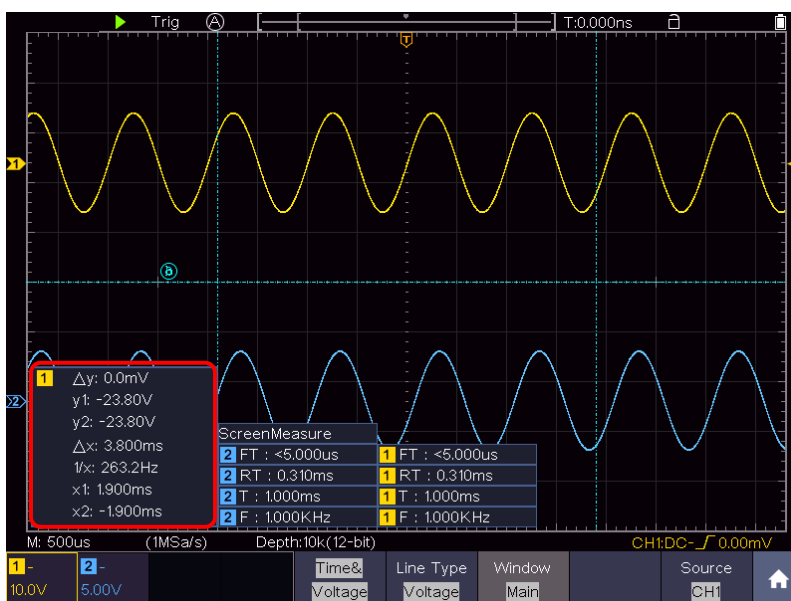 Trig A T:0.000ns
T
1
a
2
1 △y: 0.0mV
y1: -23.80V
y2: -23.80V
△x: 3.800ms
1/x: 263.2Hz
x1: 1.900ms
x2: -1.900ms
ScreenMeasure
2 FT : <5.000us 1 FT : <5.000us
2 RT : 0.310ms 1 RT : 0.310ms
2 T : 1.000ms 1 T : 1.000ms
2 F : 1.000KHz 1 F : 1.000KHz
M: 500us (1MSa/s) Depth:10k(12-bit) CH1:DC- 0.00mV
1 - 2 - Time& Line Type Window Source
10.0V 5.00V Voltage Voltage Main CH1